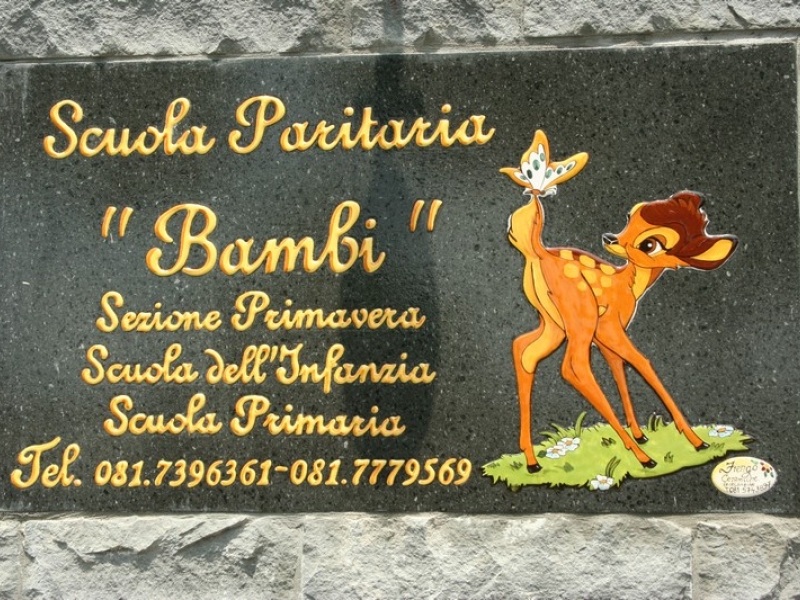 Scuola Paritaria
"Bambi"
Sezione Primavera
Scuola dell'Infanzia
Scuola Primaria
Tel. 081.7396361-081.7779569